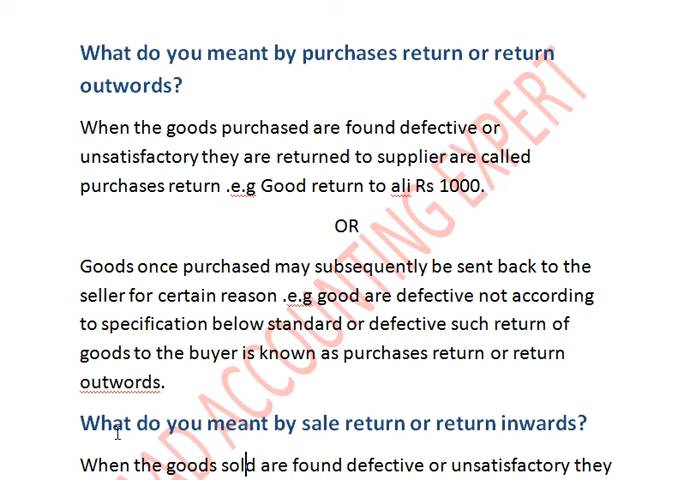 What do you meant by purchases return or return
outwords?
When the goods purchased are found defective or
unsatisfactory they are returned to supplier are called
purchases return .e.g Good return to ali Rs 1000.
OR
Goods once purchased may subsequently be sent back to the
seller for certain reason .e.g good are defective not according
to specification below standard or defective such return of
goods to the buyer is known as purchases return or return
outwords.
What do you meant by sale return or return inwards?
When the goods sold are found defective or unsatisfactory they
ACCOUNTING EXPERT